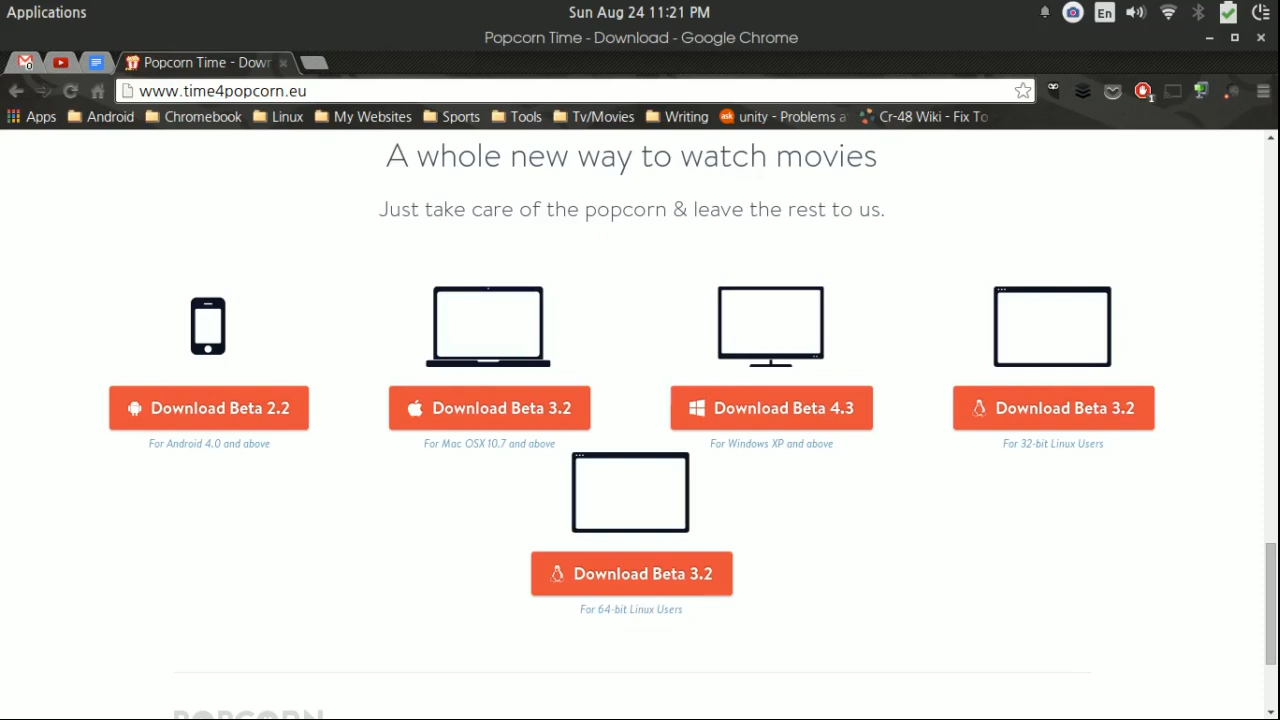 Applications
Sun Aug 24 11:21 PM
En
Popcorn Time - Download - Google Chrome
0
Popcorn Time - Dow
www.time4popcorn.eu
1
Apps
Android
Chromebook
Linux
My Websites
Sports
Tools
Tv/Movies
Writing
ask
unity - Problems a
Cr-48 Wiki - Fix To
A whole new way to watch movies
Just take care of the popcorn & leave the rest to us.
Download Beta 2.2
Download Beta 3.2
Download Beta 4.3
Download Beta 3.2
For Android 4.0 and above
For Mac OSX 10.7 and above
For Windows XP and above
For 32-bit Linux Users
Download Beta 3.2
For 64-bit Linux Users
POPCORN